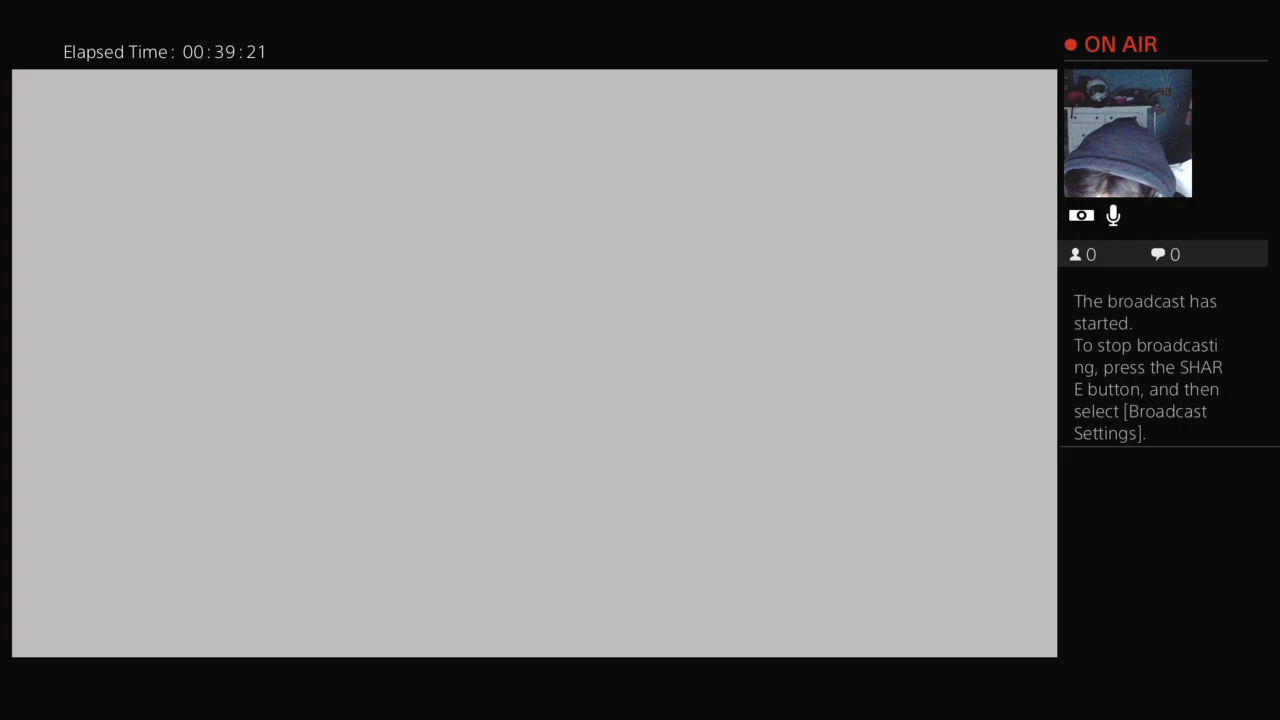 Elapsed Time: 00:39:21
ON AIR
0 0
The broadcast has
started.
To stop broadcasti
ng, press the SHAR
E button, and then
select [Broadcast
Settings].